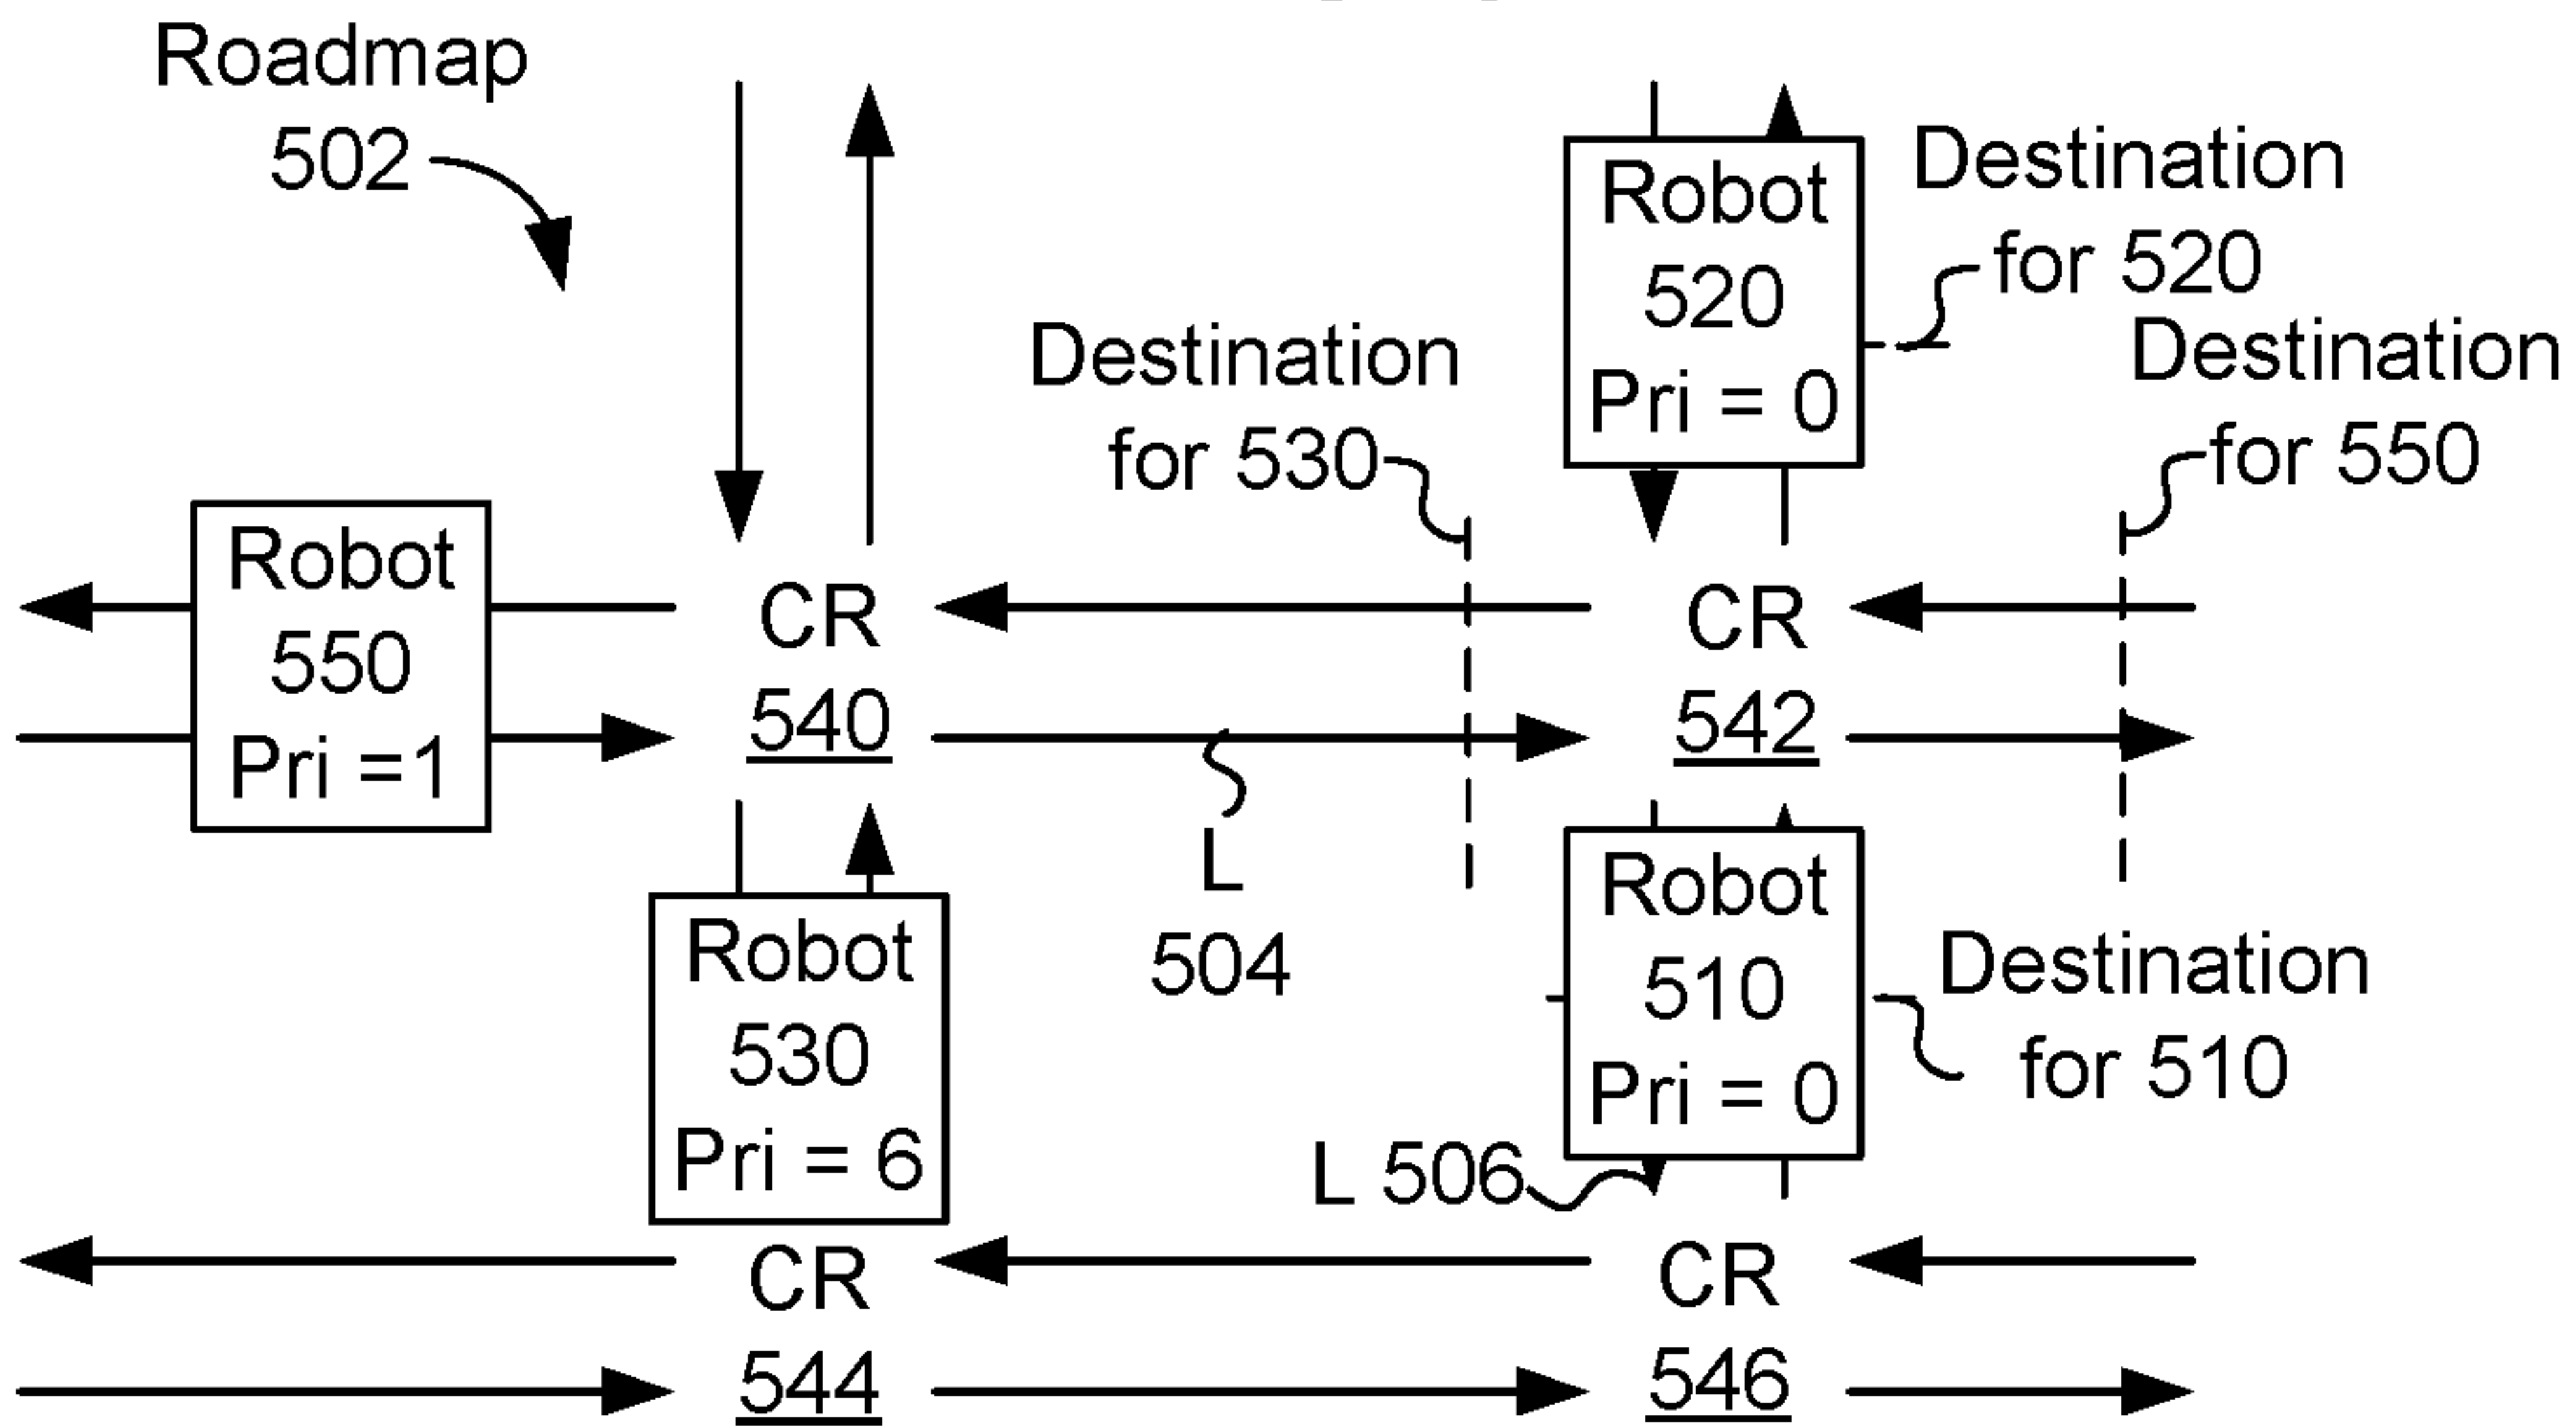 Roadmap
502
Robot
520
Pri = 0
Destination
for 520
Destination
for 530
Destination
for 550
Robot
550
Pri =1
CR
540
CR
542
L
504
Robot
530
Pri = 6
Robot
510
Pri = 0
Destination
for 510
L 506
CR
544
CR
546